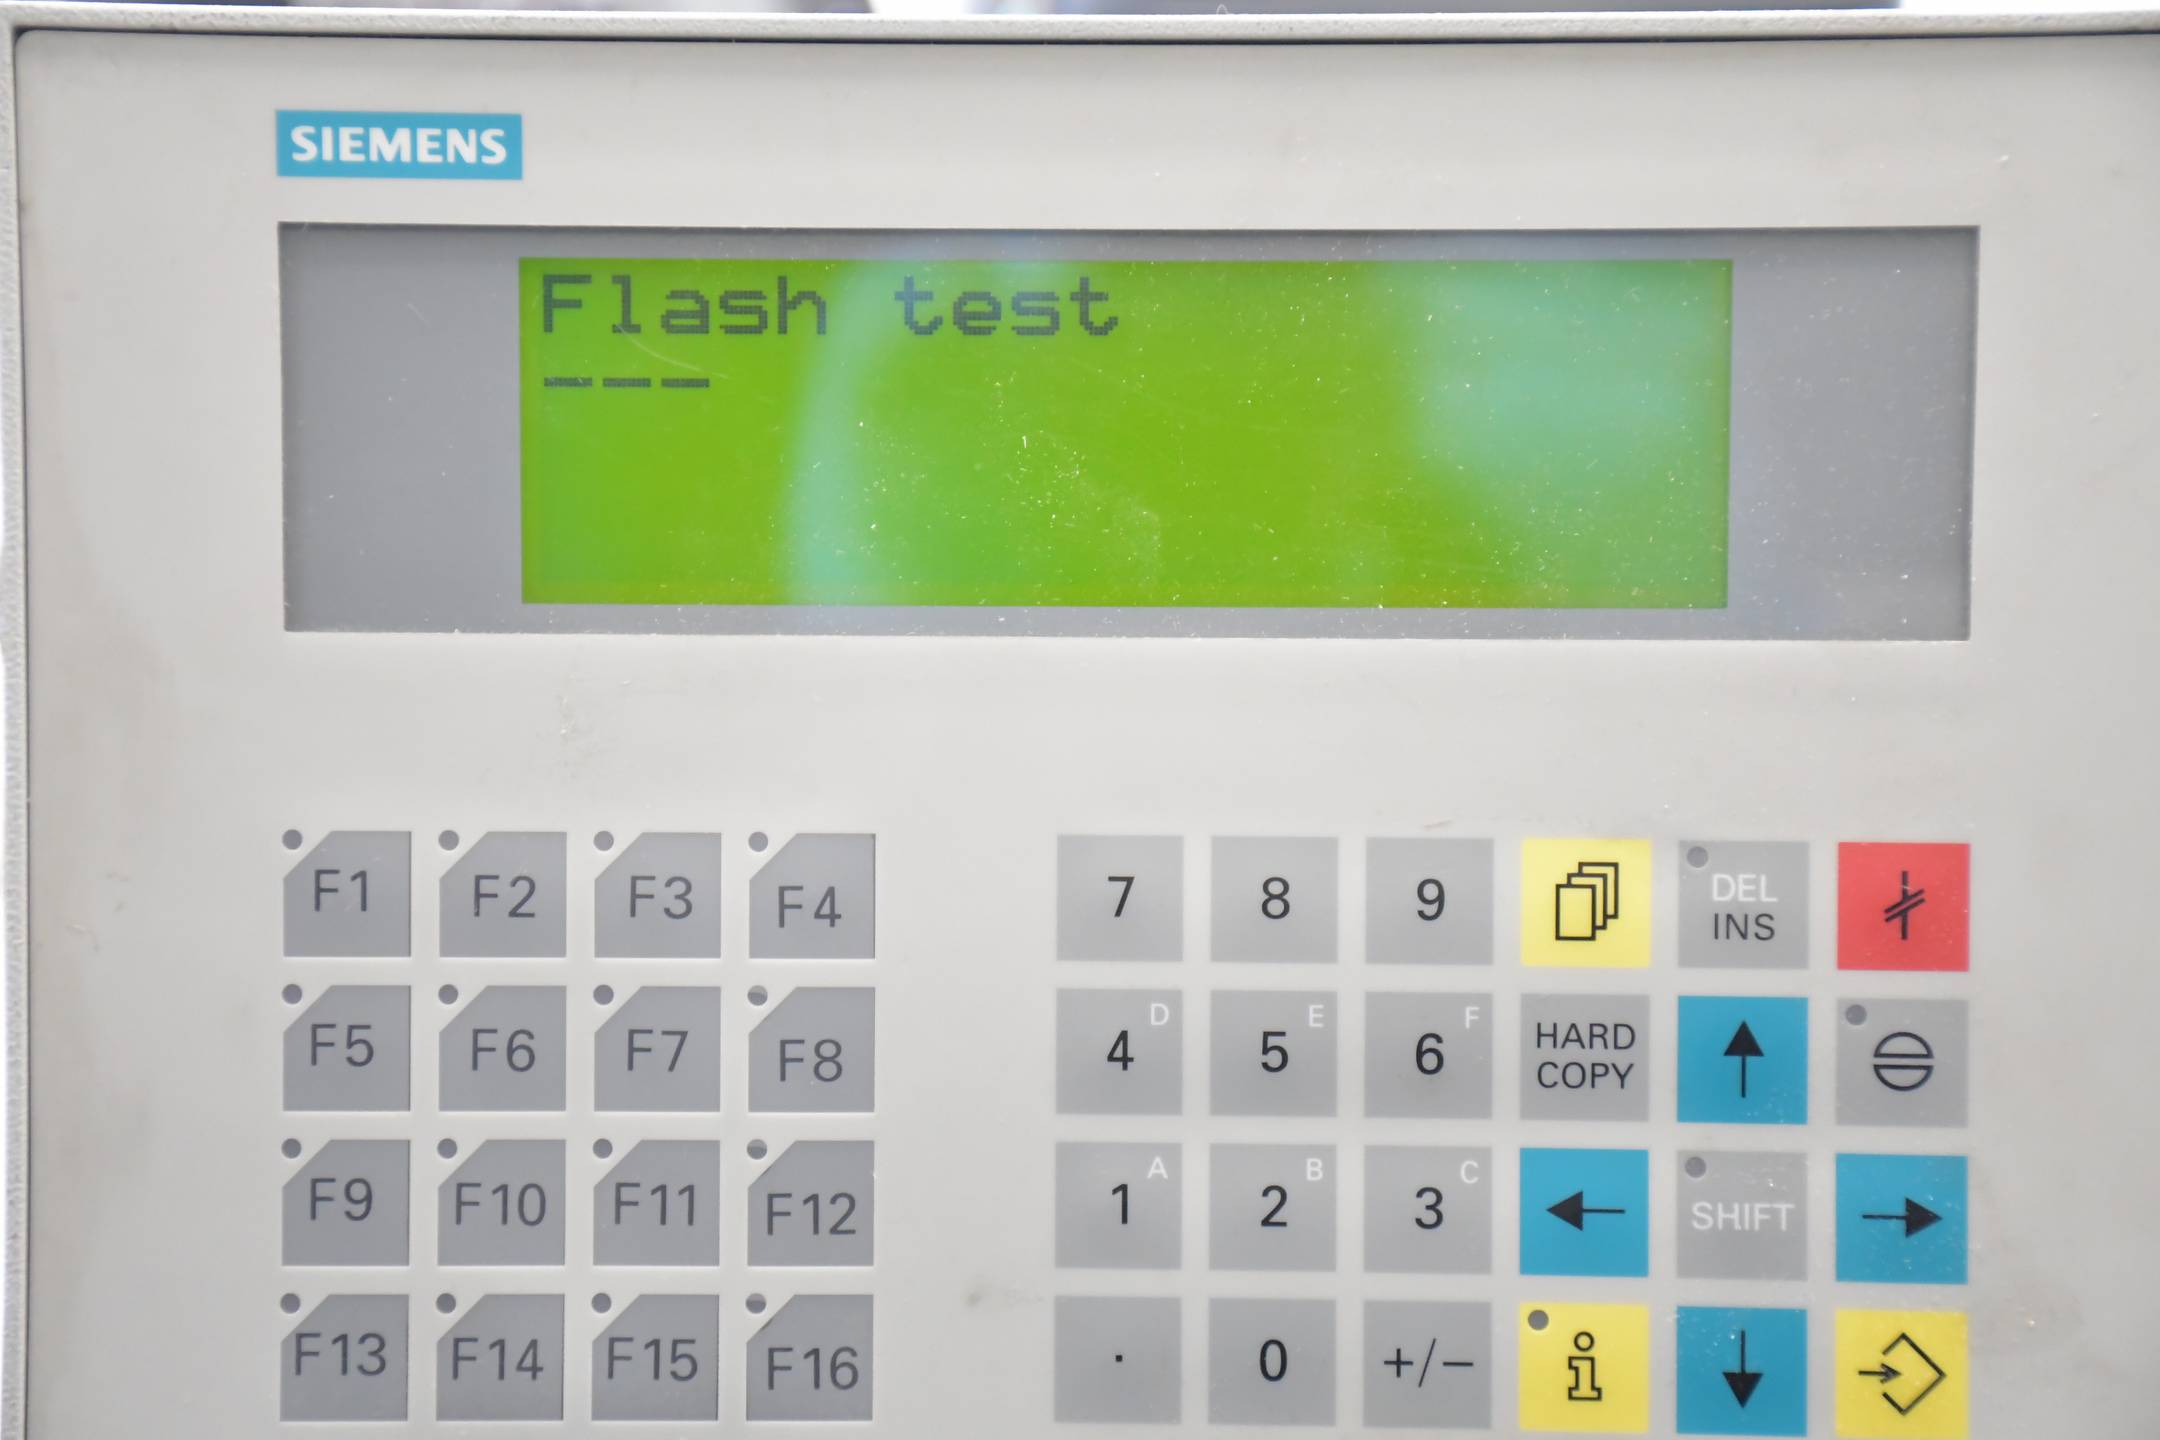 SIEMENS
Flash test
---
F1 F2 F3 F4 7 8 9 DEL INS
F5 F6 F7 F8 4 D 5 E 6 F HARD COPY
F9 F10 F11 F12 1 A 2 B 3 C SHIFT
F13 F14 F15 F16 . 0 +/- i